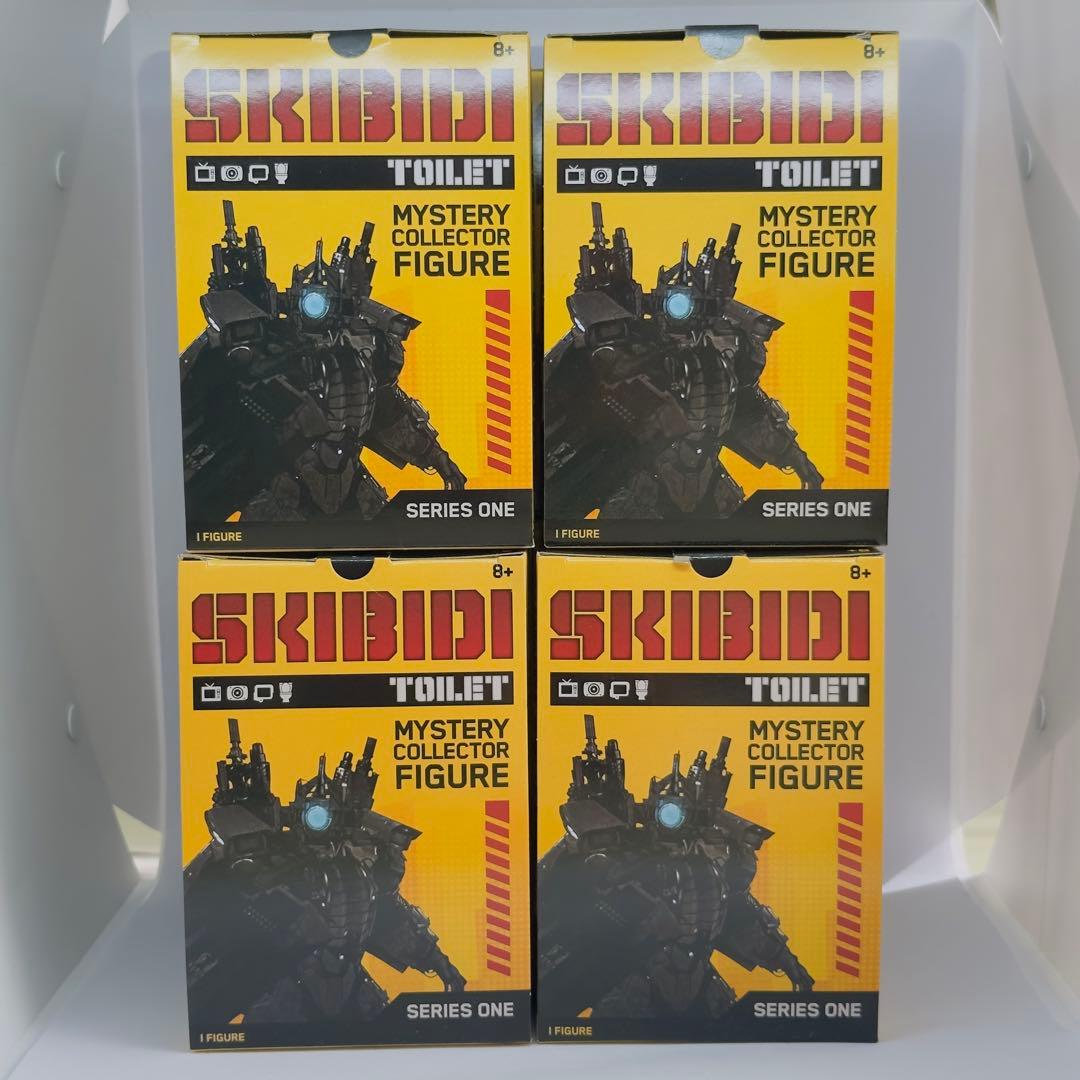 8+
SKIBIDI
TOILET
MYSTERY
COLLECTOR
FIGURE
SERIES ONE
1 FIGURE
8+
SKIBIDI
TOILET
MYSTERY
COLLECTOR
FIGURE
SERIES ONE
1 FIGURE
8+
SKIBIDI
TOILET
MYSTERY
COLLECTOR
FIGURE
SERIES ONE
1 FIGURE
8+
SKIBIDI
TOILET
MYSTERY
COLLECTOR
FIGURE
SERIES ONE
1 FIGURE